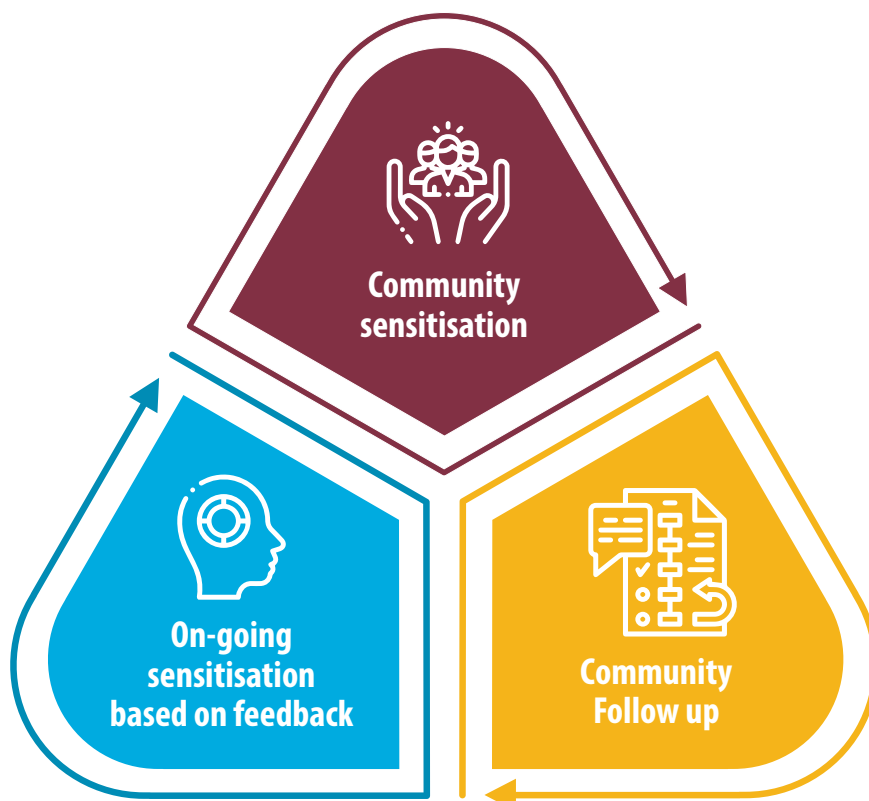 Community
sensitisation
On-going
sensitisation
based on feedback
Community
Follow up